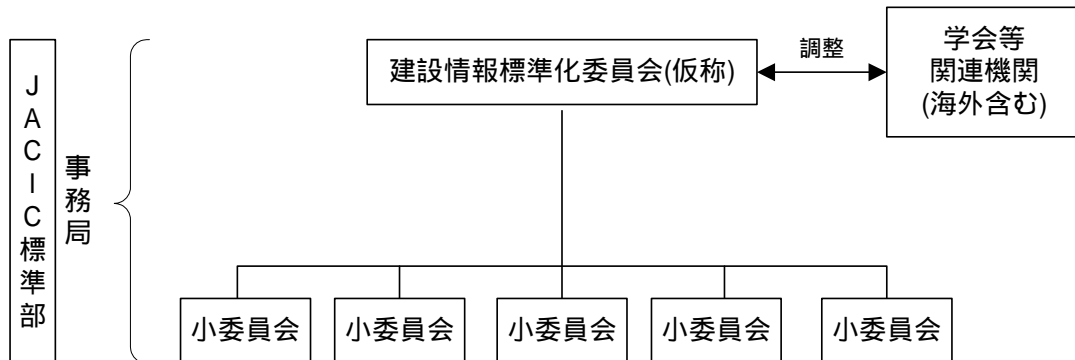 JACIC標準部
事務局
建設情報標準化委員会(仮称)
調整
学会等
関連機関
(海外含む)
小委員会
小委員会
小委員会
小委員会
小委員会